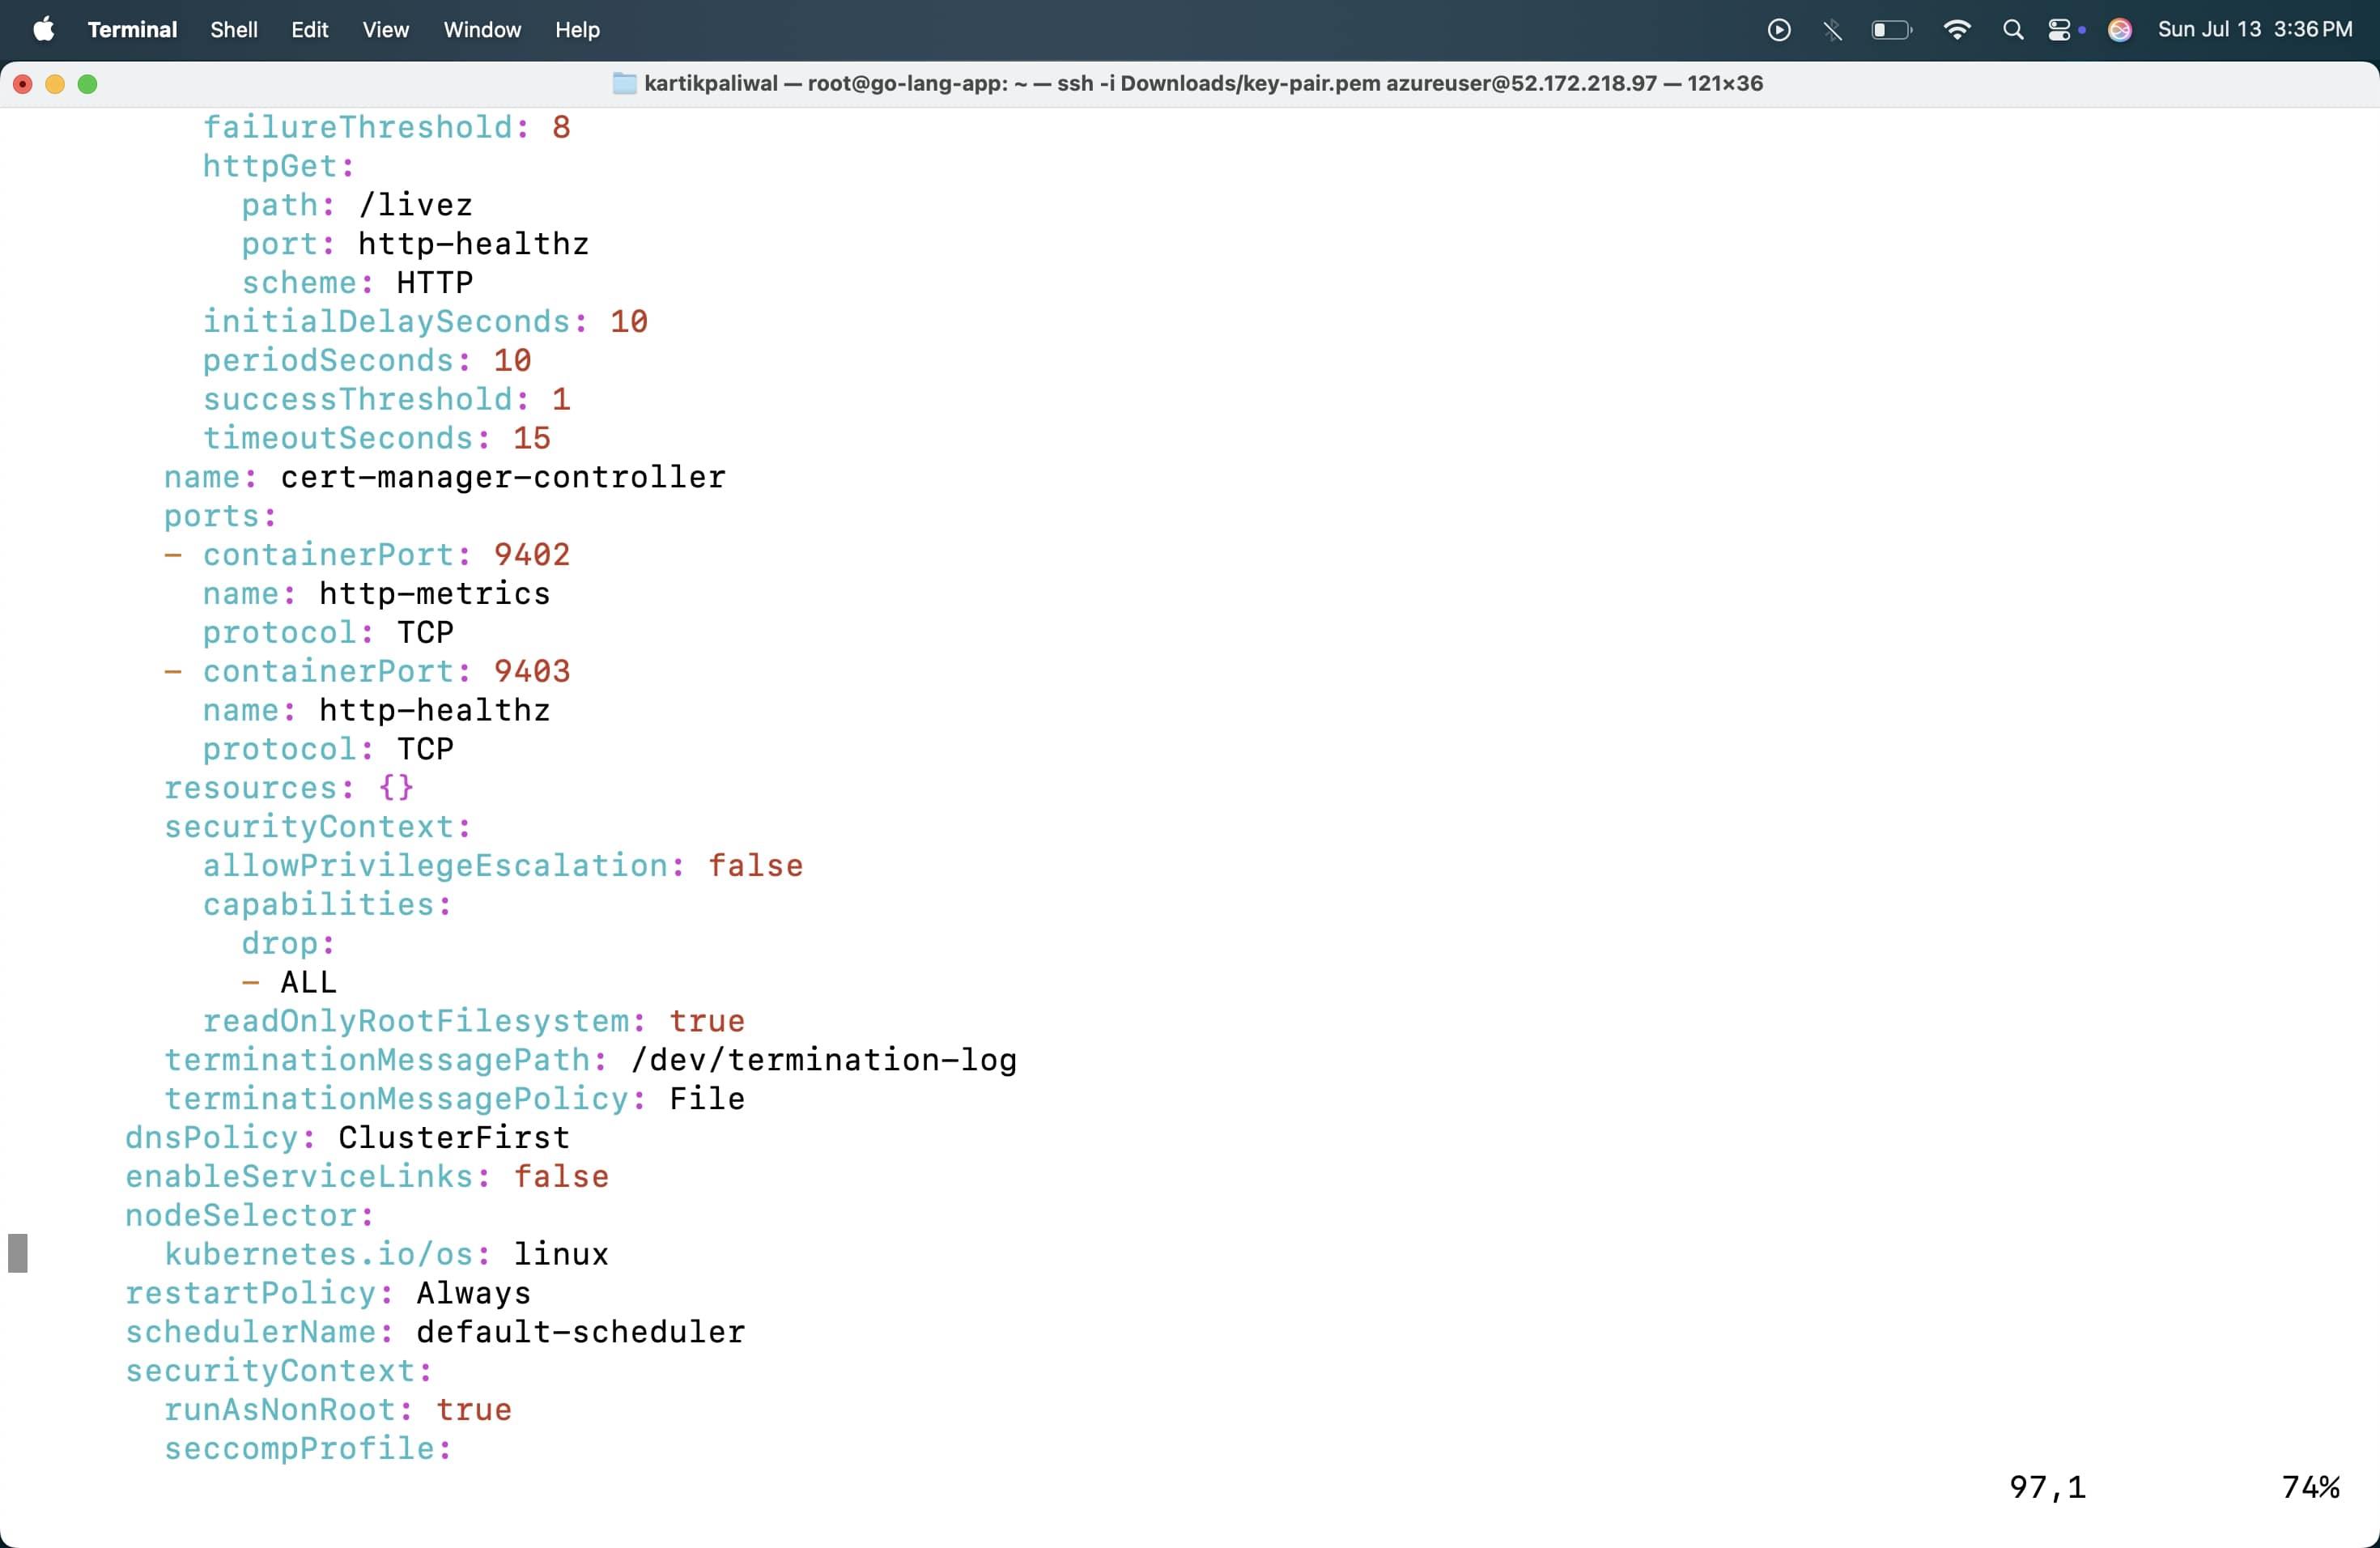 Terminal Shell Edit View Window Help Sun Jul 13 3:36 PM
kartikpaliwal — root@go-lang-app: ~ — ssh -i Downloads/key-pair.pem azureuser@52.172.218.97 — 121×36
failureThreshold: 8
httpGet:
path: /livez
port: http-healthz
scheme: HTTP
initialDelaySeconds: 10
periodSeconds: 10
successThreshold: 1
timeoutSeconds: 15
name: cert-manager-controller
ports:
- containerPort: 9402
name: http-metrics
protocol: TCP
- containerPort: 9403
name: http-healthz
protocol: TCP
resources: {}
securityContext:
allowPrivilegeEscalation: false
capabilities:
drop:
- ALL
readOnlyRootFilesystem: true
terminationMessagePath: /dev/termination-log
terminationMessagePolicy: File
dnsPolicy: ClusterFirst
enableServiceLinks: false
nodeSelector:
kubernetes.io/os: linux
restartPolicy: Always
schedulerName: default-scheduler
securityContext:
runAsNonRoot: true
seccompProfile:
97,1 74%